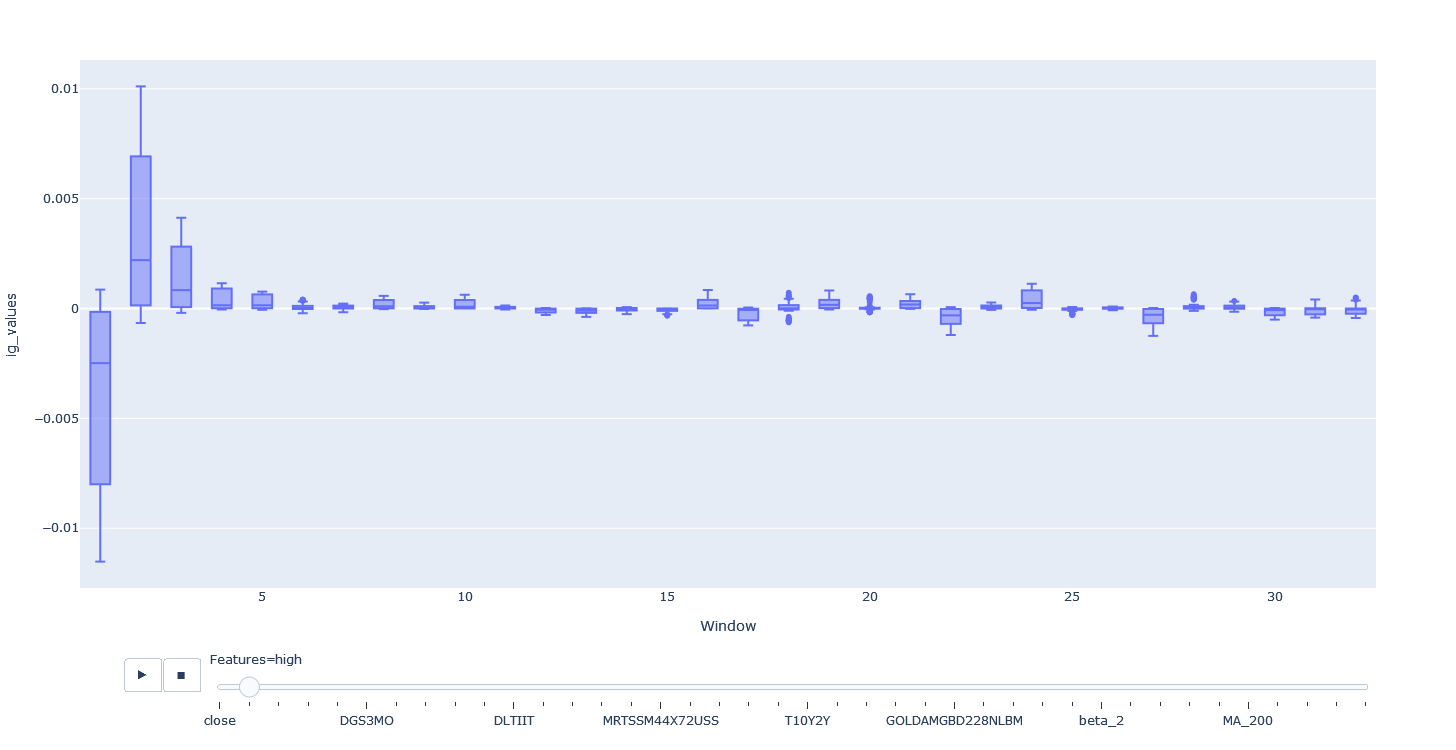 0.01
0.005
0
−0.005
−0.01
ig_values
5 10 15 20 25 30
Window
Features=high
close DGS3MO DLTIIT MRTSSM44X72USS T10Y2Y GOLDAMGBD228NLBM beta_2 MA_200